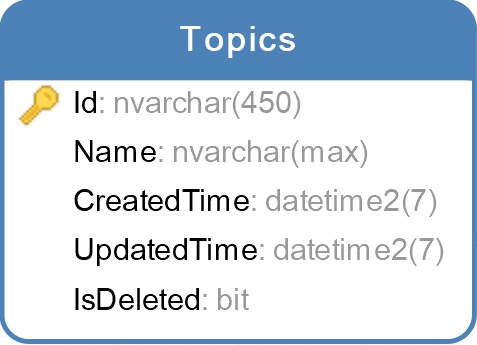 Topics
Id: nvarchar(450)
Name: nvarchar(max)
CreatedTime: datetime2(7)
UpdatedTime: datetime2(7)
IsDeleted: bit